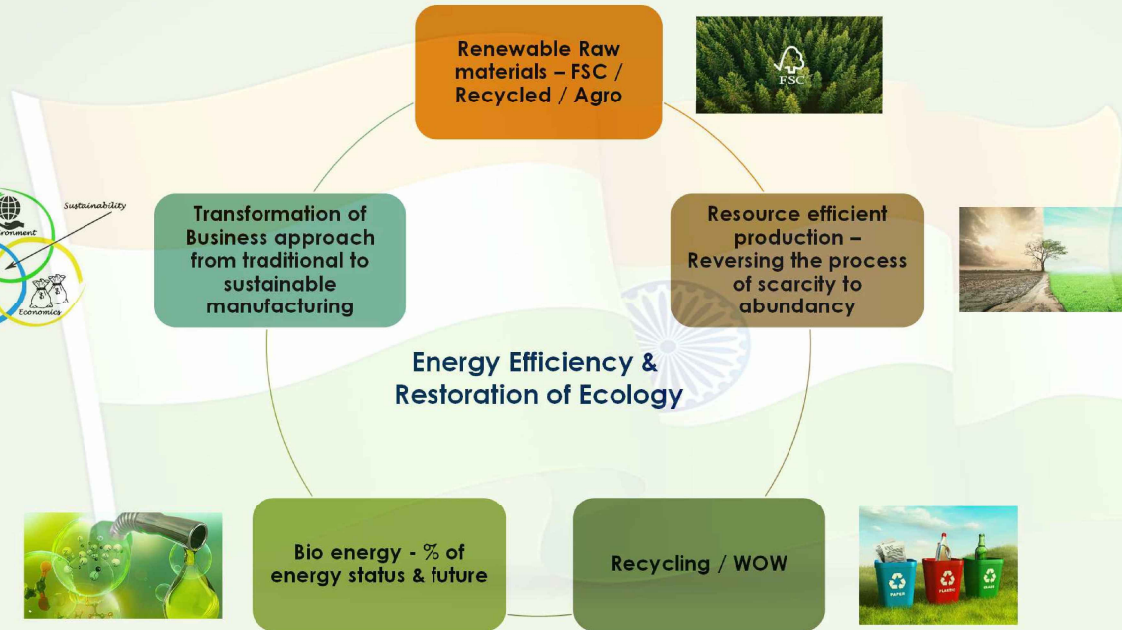 Renewable Raw
materials – FSC /
Recycled / Agro
FSC
Sustainability
Economics
Transformation of
Business approach
from traditional to
sustainable
manufacturing
Resource efficient
production –
Reversing the process
of scarcity to
abundancy
Energy Efficiency &
Restoration of Ecology
Bio energy - % of
energy status & future
Recycling / WOW
PAPER
PLASTIC